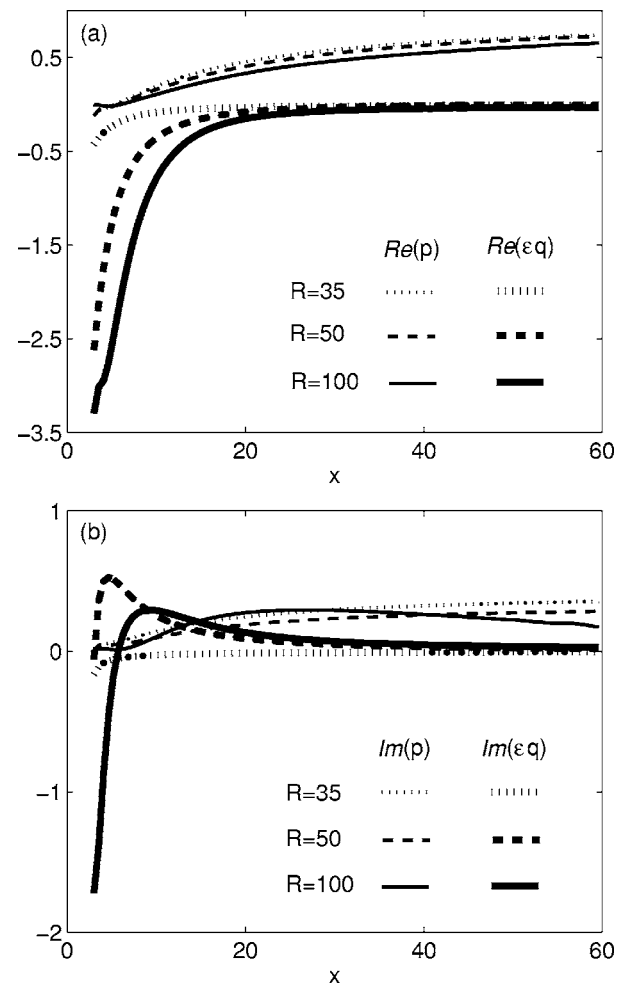 (a)
0.5
−0.5
−1.5
−2.5
−3.5
Re(p) Re(εq)
R=35
R=50
R=100
0 20 40 60
x
(b)
1
0
−1
−2
Im(p) Im(εq)
R=35
R=50
R=100
0 20 40 60
x